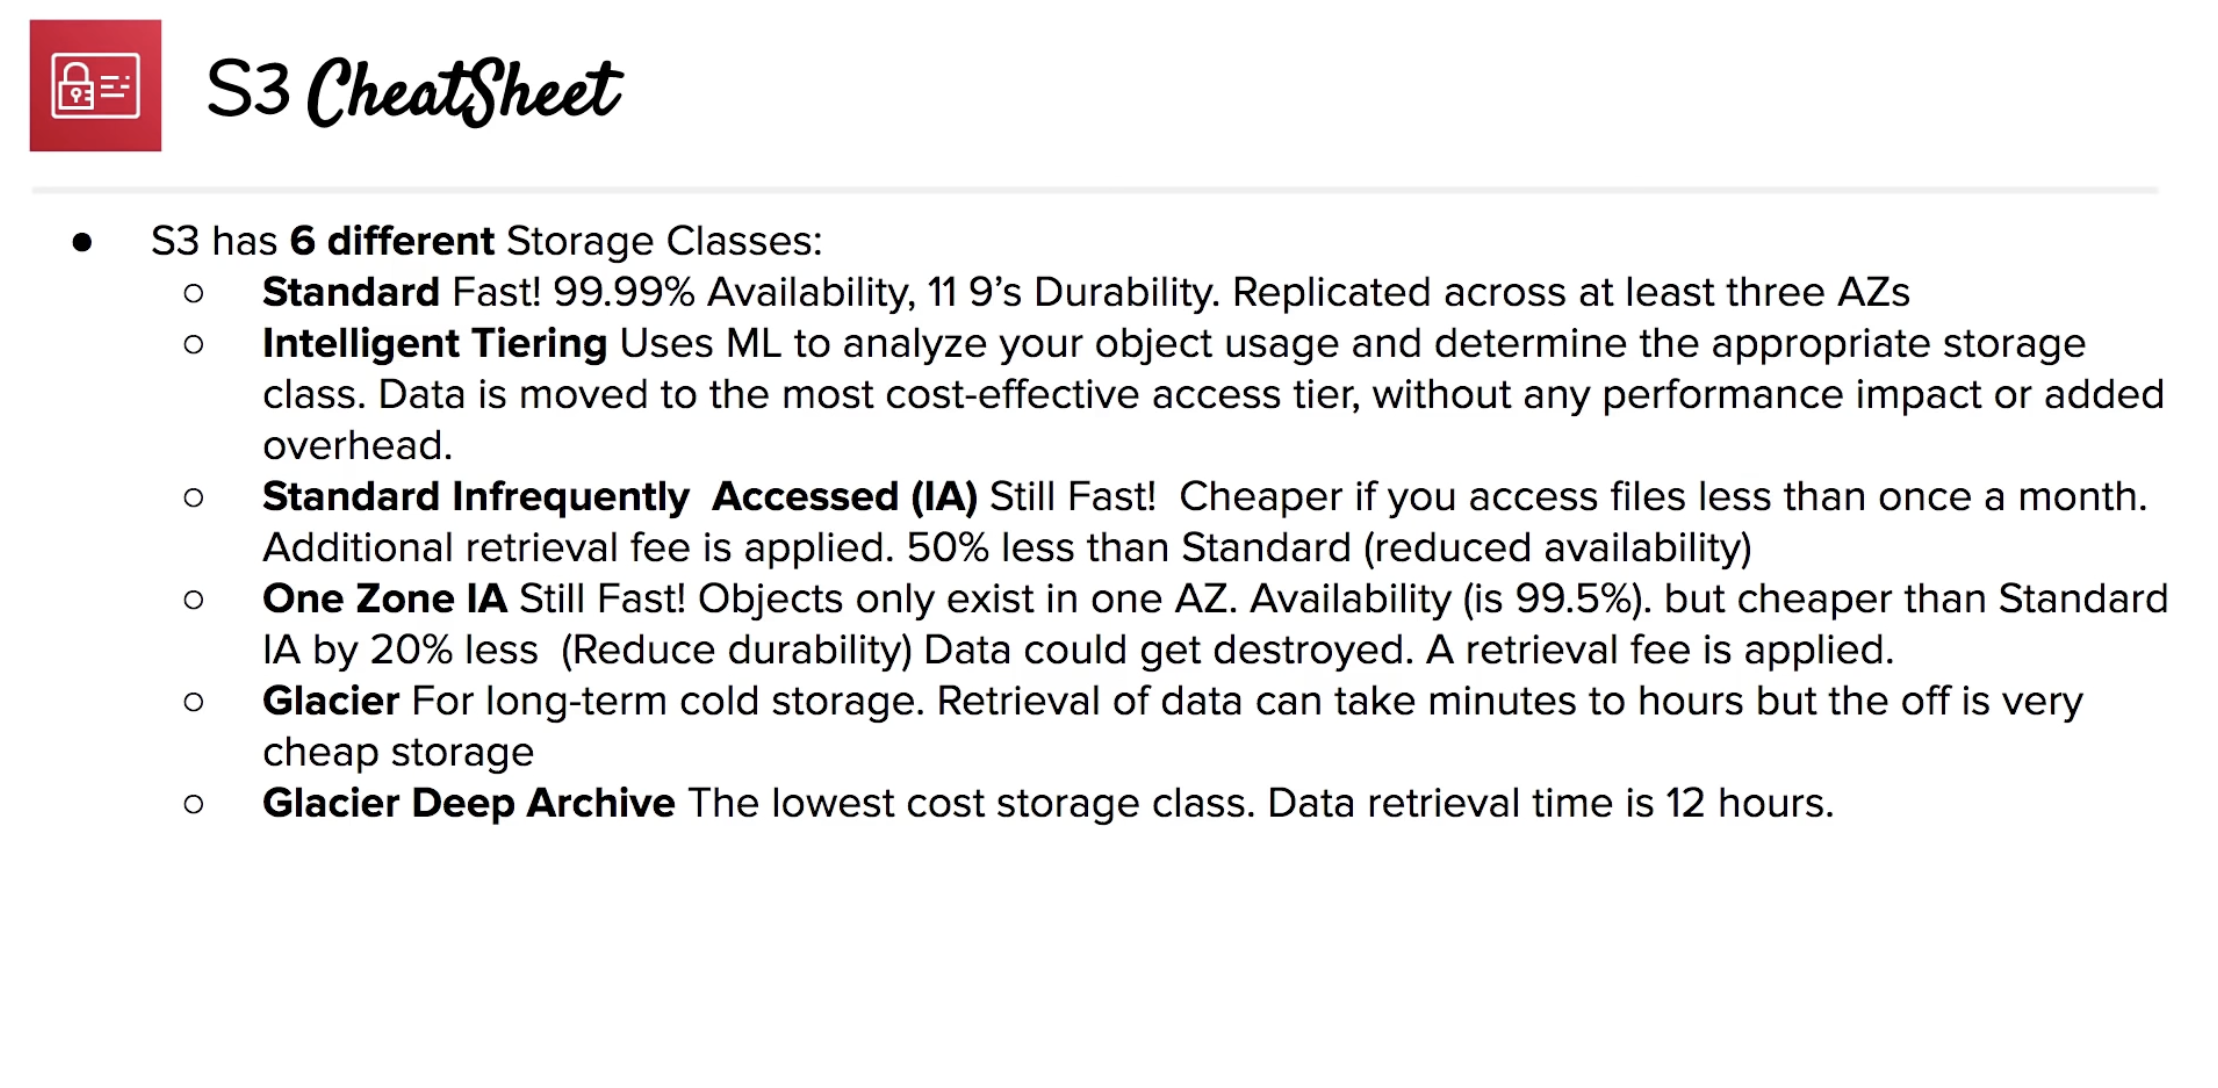 S3 CheatSheet
● S3 has 6 different Storage Classes:
○ Standard Fast! 99.99% Availability, 11 9’s Durability. Replicated across at least three AZs
○ Intelligent Tiering Uses ML to analyze your object usage and determine the appropriate storage
class. Data is moved to the most cost-effective access tier, without any performance impact or added
overhead.
○ Standard Infrequently  Accessed (IA) Still Fast!  Cheaper if you access files less than once a month.
Additional retrieval fee is applied. 50% less than Standard (reduced availability)
○ One Zone IA Still Fast! Objects only exist in one AZ. Availability (is 99.5%). but cheaper than Standard
IA by 20% less  (Reduce durability) Data could get destroyed. A retrieval fee is applied.
○ Glacier For long-term cold storage. Retrieval of data can take minutes to hours but the off is very
cheap storage
○ Glacier Deep Archive The lowest cost storage class. Data retrieval time is 12 hours.